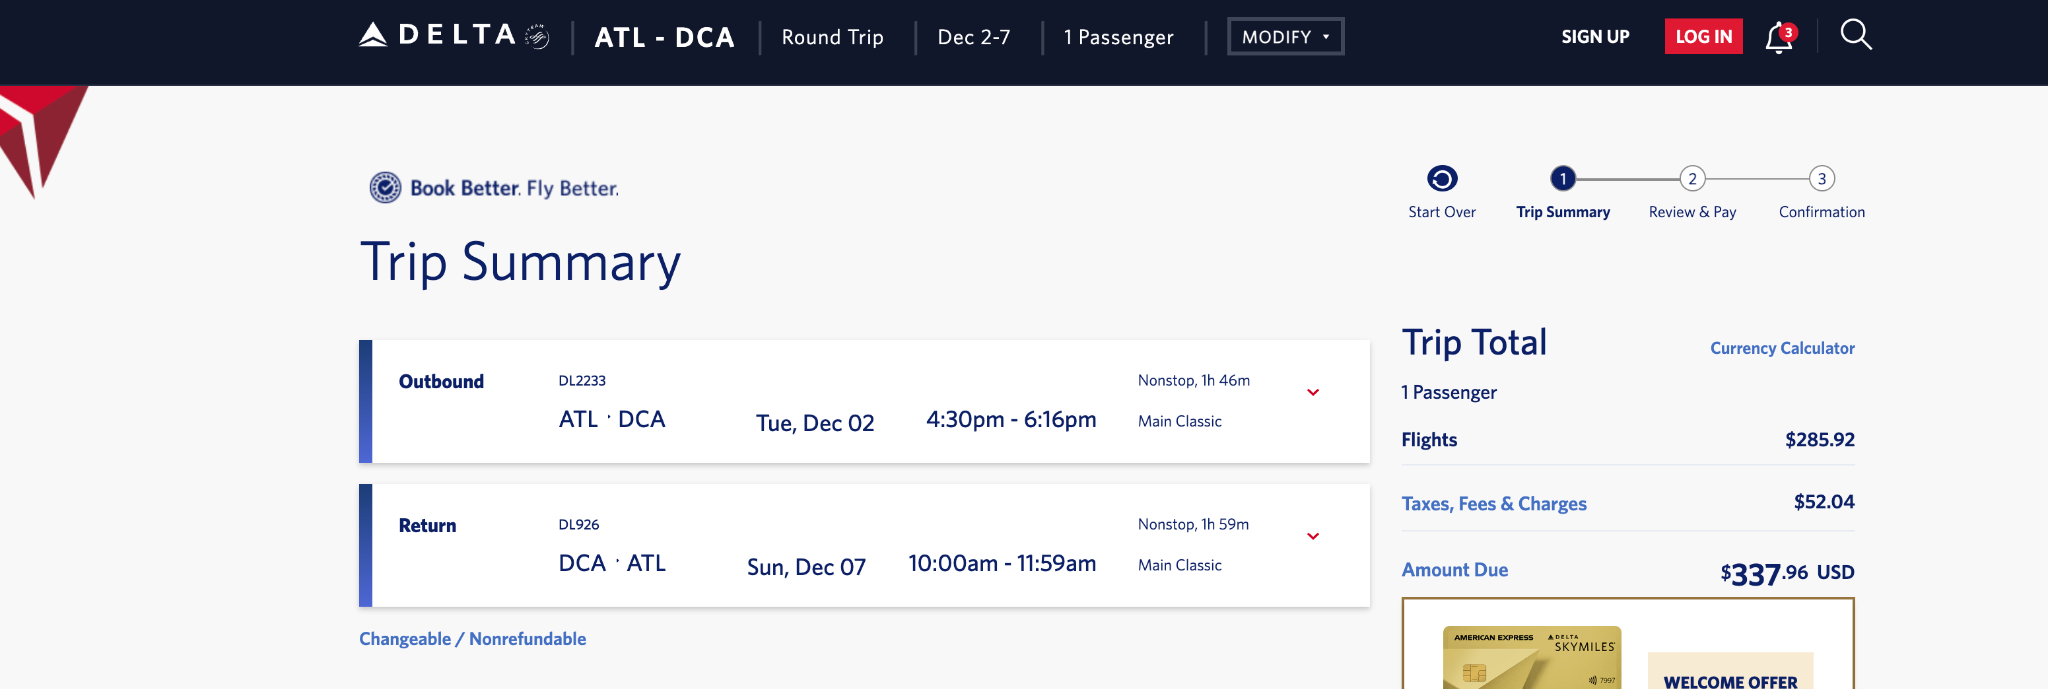 DELTA
ATL - DCA
Round Trip
Dec 2-7
1 Passenger
MODIFY
SIGN UP
LOG IN
3
Book Better. Fly Better.
Start Over
1
Trip Summary
2
Review & Pay
3
Confirmation
Trip Summary
Outbound
DL2233
ATL · DCA
Tue, Dec 02
4:30pm - 6:16pm
Nonstop, 1h 46m
Main Classic
Return
DL926
DCA · ATL
Sun, Dec 07
10:00am - 11:59am
Nonstop, 1h 59m
Main Classic
Changeable / Nonrefundable
Trip Total
Currency Calculator
1 Passenger
Flights
$285.92
Taxes, Fees & Charges
$52.04
Amount Due
$337.96 USD
AMERICAN EXPRESS
DELTA
SKYMILES
7997
WELCOME OFFER